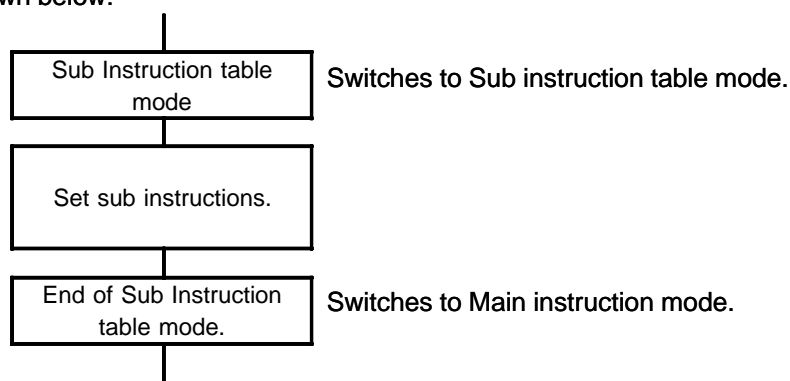 wn below.
Sub Instruction table
mode
Switches to Sub instruction table mode.
Set sub instructions.
End of Sub Instruction
table mode.
Switches to Main instruction mode.